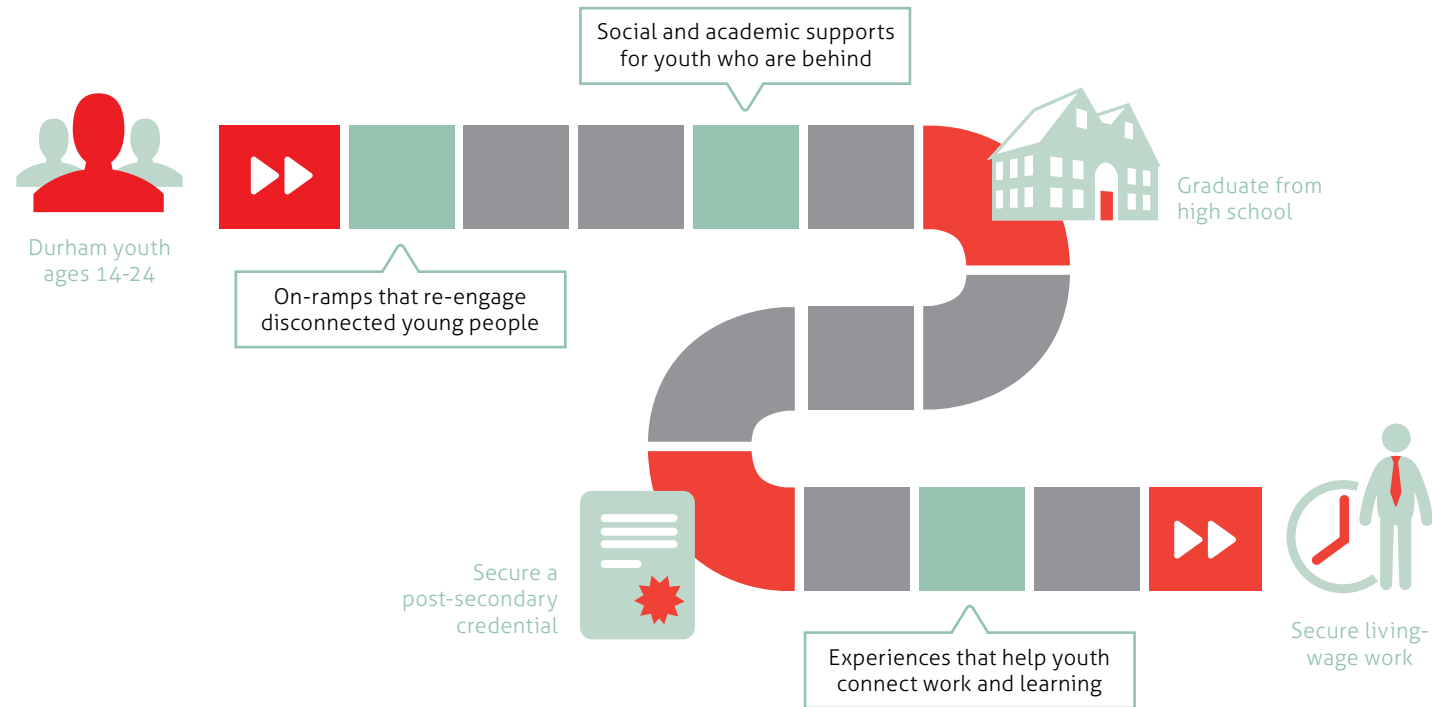 Social and academic supports
for youth who are behind
Durham youth
ages 14-24
On-ramps that re-engage
disconnected young people
Graduate from
high school
Secure a
post-secondary
credential
Experiences that help youth
connect work and learning
Secure living-
wage work